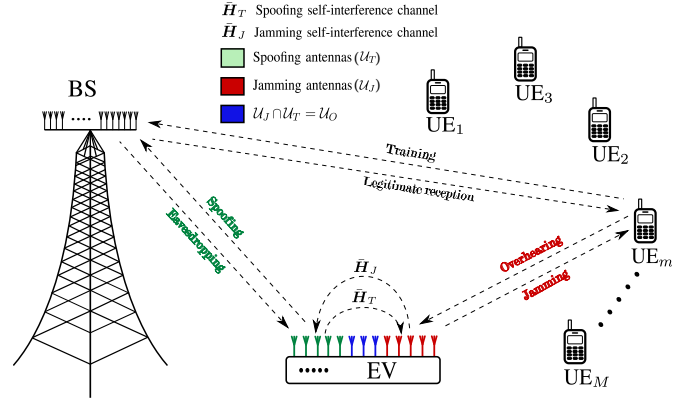 H̄_T Spoofing self-interference channel
H̄_J Jamming self-interference channel
Spoofing antennas (𝒰_T)
Jamming antennas (𝒰_J)
𝒰_J ∩ 𝒰_T = 𝒰_O
BS
UE_1
UE_3
UE_2
Training
Legitimate reception
Spoofing
Eavesdropping
Overhearing
Jamming
UE_m
H̄_J
H̄_T
EV
UE_M